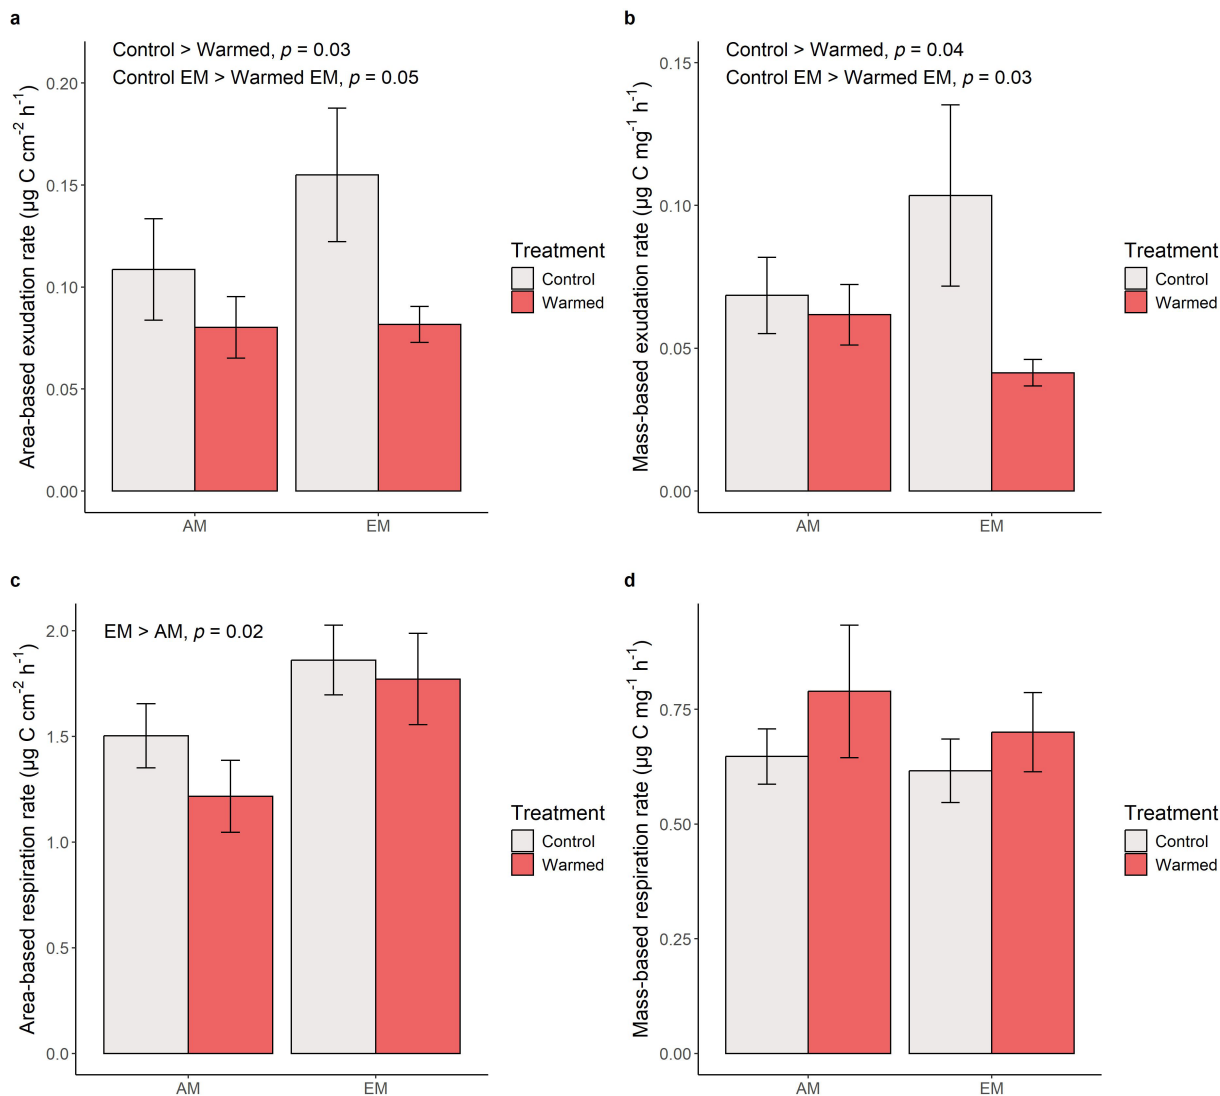 a
Control > Warmed, p = 0.03
Control EM > Warmed EM, p = 0.05
Area-based exudation rate (µg C cm⁻² h⁻¹)
0.20
0.15
0.10
0.05
0.00
AM
EM
Treatment
Control
Warmed
b
Control > Warmed, p = 0.04
Control EM > Warmed EM, p = 0.03
Mass-based exudation rate (µg C mg⁻¹ h⁻¹)
0.15
0.10
0.05
0.00
AM
EM
Treatment
Control
Warmed
c
EM > AM, p = 0.02
Area-based respiration rate (µg C cm⁻² h⁻¹)
2.0
1.5
1.0
0.5
0.0
AM
EM
Treatment
Control
Warmed
d
Mass-based respiration rate (µg C mg⁻¹ h⁻¹)
0.75
0.50
0.25
0.00
AM
EM
Treatment
Control
Warmed